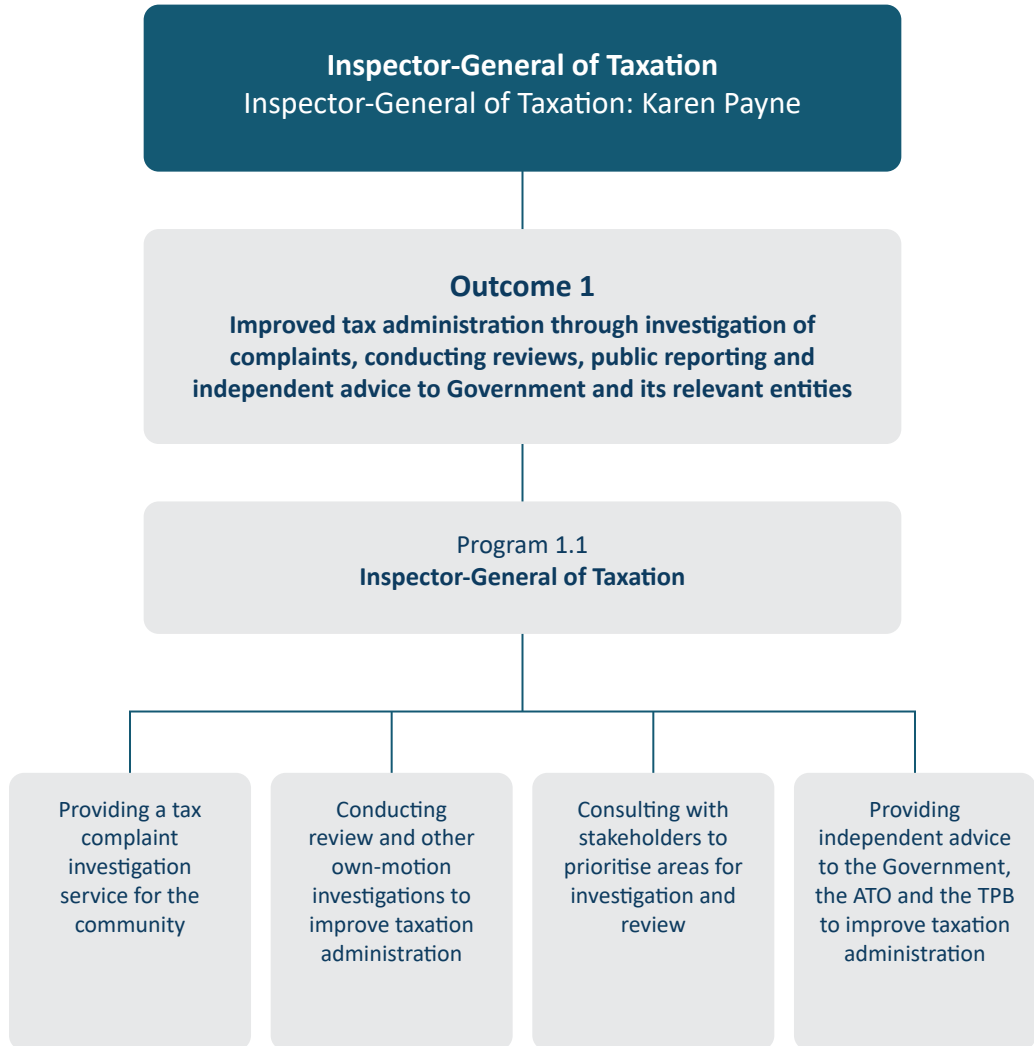 Inspector-General of Taxation
Inspector-General of Taxation: Karen Payne
Outcome 1
Improved tax administration through investigation of
complaints, conducting reviews, public reporting and
independent advice to Government and its relevant entities
Program 1.1
Inspector-General of Taxation
Providing a tax
complaint
investigation
service for the
community
Conducting
review and other
own-motion
investigations to
improve taxation
administration
Consulting with
stakeholders to
prioritise areas for
investigation and
review
Providing
independent advice
to the Government,
the ATO and the TPB
to improve taxation
administration